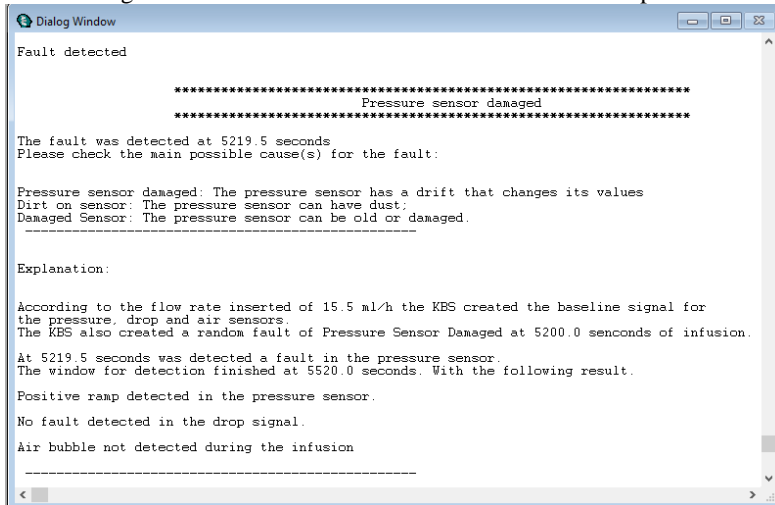 Dialog Window
Fault detected
********************************************************************
Pressure sensor damaged
********************************************************************
The fault was detected at 5219.5 seconds
Please check the main possible cause(s) for the fault:
Pressure sensor damaged: The pressure sensor has a drift that changes its values
Dirt on sensor: The pressure sensor can have dust;
Damaged Sensor: The pressure sensor can be old or damaged.
----------------------------------------------------
Explanation:
According to the flow rate inserted of 15.5 ml/h the KBS created the baseline signal for
the pressure, drop and air sensors.
The KBS also created a random fault of Pressure Sensor Damaged at 5200.0 senconds of infusion.
At 5219.5 seconds was detected a fault in the pressure sensor.
The window for detection finished at 5520.0 seconds. With the following result.
Positive ramp detected in the pressure sensor.
No fault detected in the drop signal.
Air bubble not detected during the infusion
----------------------------------------------------